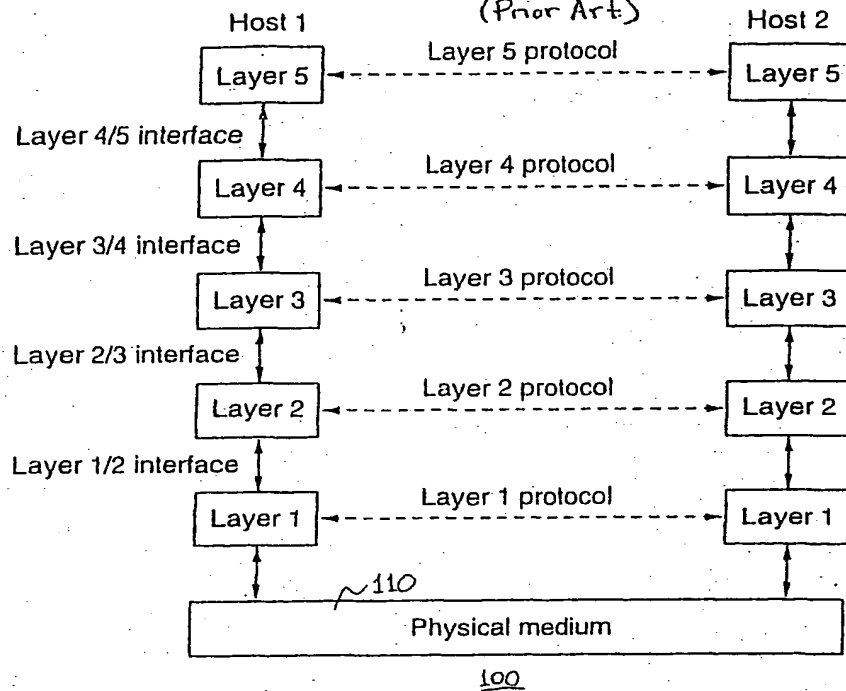 (Prior Art)
Host 1
Host 2
Layer 5 protocol
Layer 5
Layer 5
Layer 4/5 interface
Layer 4 protocol
Layer 4
Layer 4
Layer 3/4 interface
Layer 3 protocol
Layer 3
Layer 3
Layer 2/3 interface
Layer 2 protocol
Layer 2
Layer 2
Layer 1/2 interface
Layer 1 protocol
Layer 1
Layer 1
110
Physical medium
100